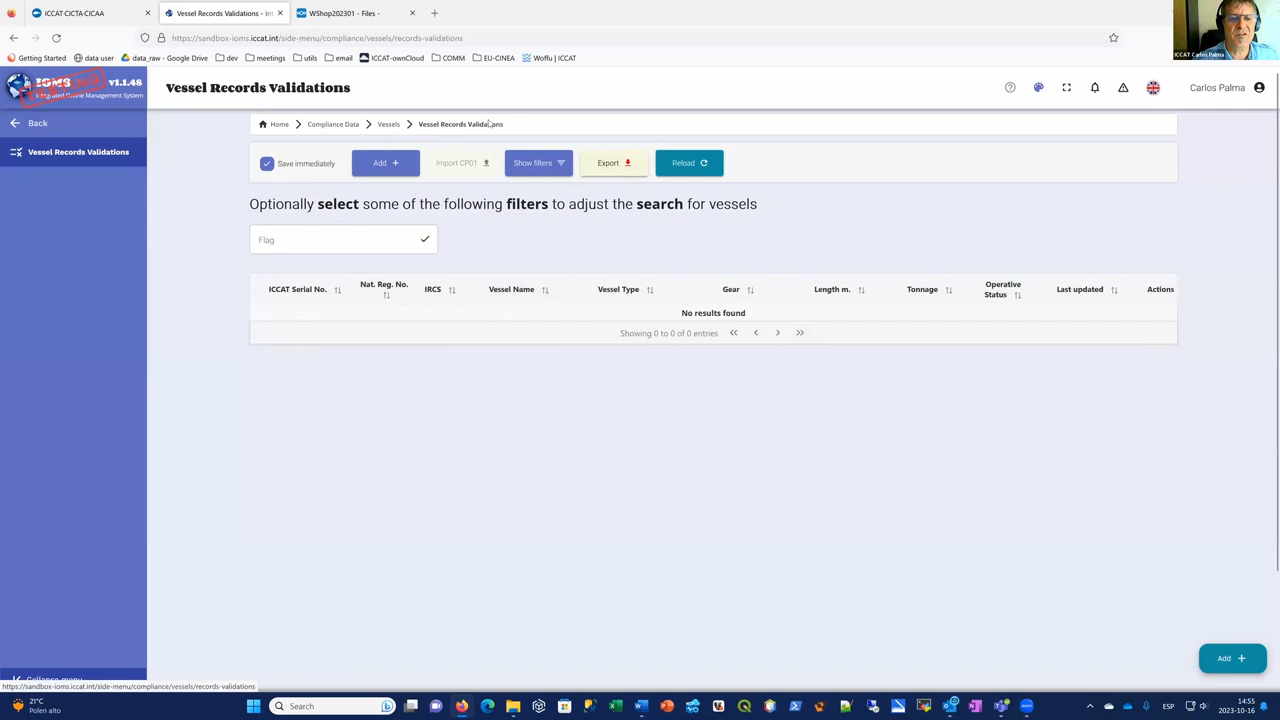 ICCAT·CICTA·CICAA
Vessel Records Validations - Int
WShop202301 - Files -
https://sandbox-ioms.iccat.int/side-menu/compliance/vessels/records-validations
Getting Started
data user
data_raw - Google Drive
dev
meetings
utils
email
ICCAT-ownCloud
COMM
EU-CINEA
Woffu | ICCAT
ICCAT Carlos Palma
IOMS v1.1.48
Integrated Online Management System
Vessel Records Validations
Carlos Palma
Back
Vessel Records Validations
Home
Compliance Data
Vessels
Vessel Records Validations
Save immediately
Add +
Import CP01
Show filters
Export
Reload
Optionally select some of the following filters to adjust the search for vessels
Flag
ICCAT Serial No.
Nat. Reg. No.
IRCS
Vessel Name
Vessel Type
Gear
Length m.
Tonnage
Operative Status
Last updated
Actions
No results found
Showing 0 to 0 of 0 entries
Add +
Collapse menu
https://sandbox-ioms.iccat.int/side-menu/compliance/vessels/records-validations
21°C
Polen alto
Search
ESP
14:55
2023-10-16